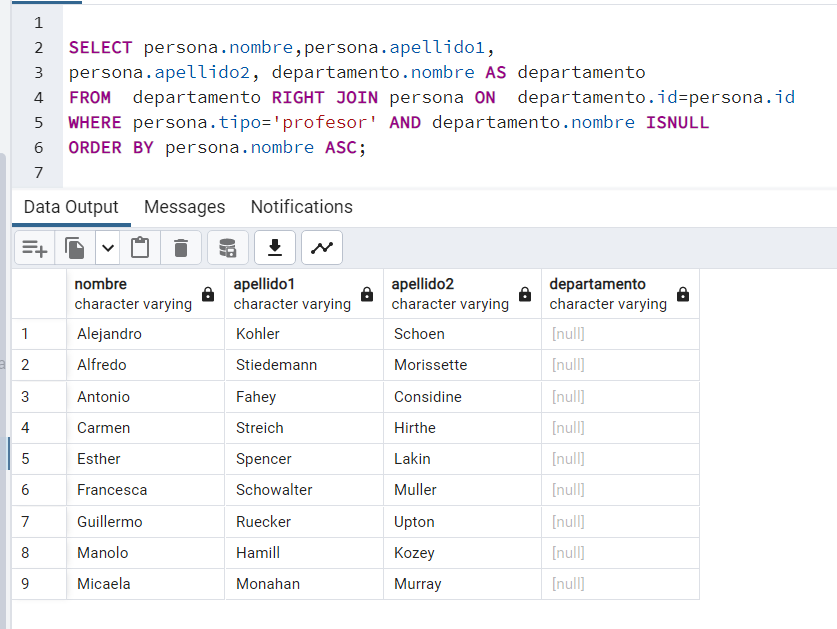 1
2 SELECT persona.nombre,persona.apellido1,
3 persona.apellido2, departamento.nombre AS departamento
4 FROM  departamento RIGHT JOIN persona ON  departamento.id=persona.id
5 WHERE persona.tipo='profesor' AND departamento.nombre ISNULL
6 ORDER BY persona.nombre ASC;
7
Data Output Messages Notifications
nombre apellido1 apellido2 departamento
character varying character varying character varying character varying
1 Alejandro Kohler Schoen [null]
2 Alfredo Stiedemann Morissette [null]
3 Antonio Fahey Considine [null]
4 Carmen Streich Hirthe [null]
5 Esther Spencer Lakin [null]
6 Francesca Schowalter Muller [null]
7 Guillermo Ruecker Upton [null]
8 Manolo Hamill Kozey [null]
9 Micaela Monahan Murray [null]